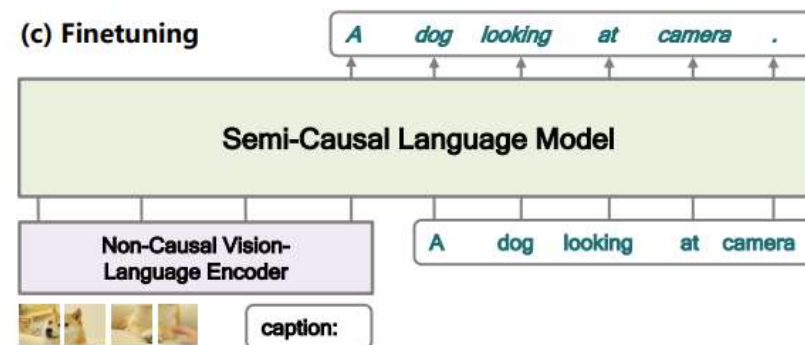 (c) Finetuning
A dog looking at camera .
Semi-Causal Language Model
Non-Causal Vision-
Language Encoder
A dog looking at camera
caption: